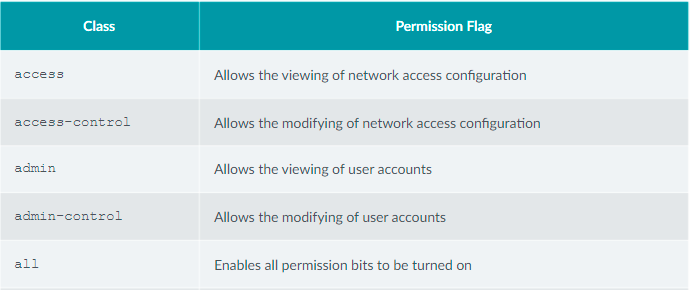 Class Permission Flag
access Allows the viewing of network access configuration
access-control Allows the modifying of network access configuration
admin Allows the viewing of user accounts
admin-control Allows the modifying of user accounts
all Enables all permission bits to be turned on